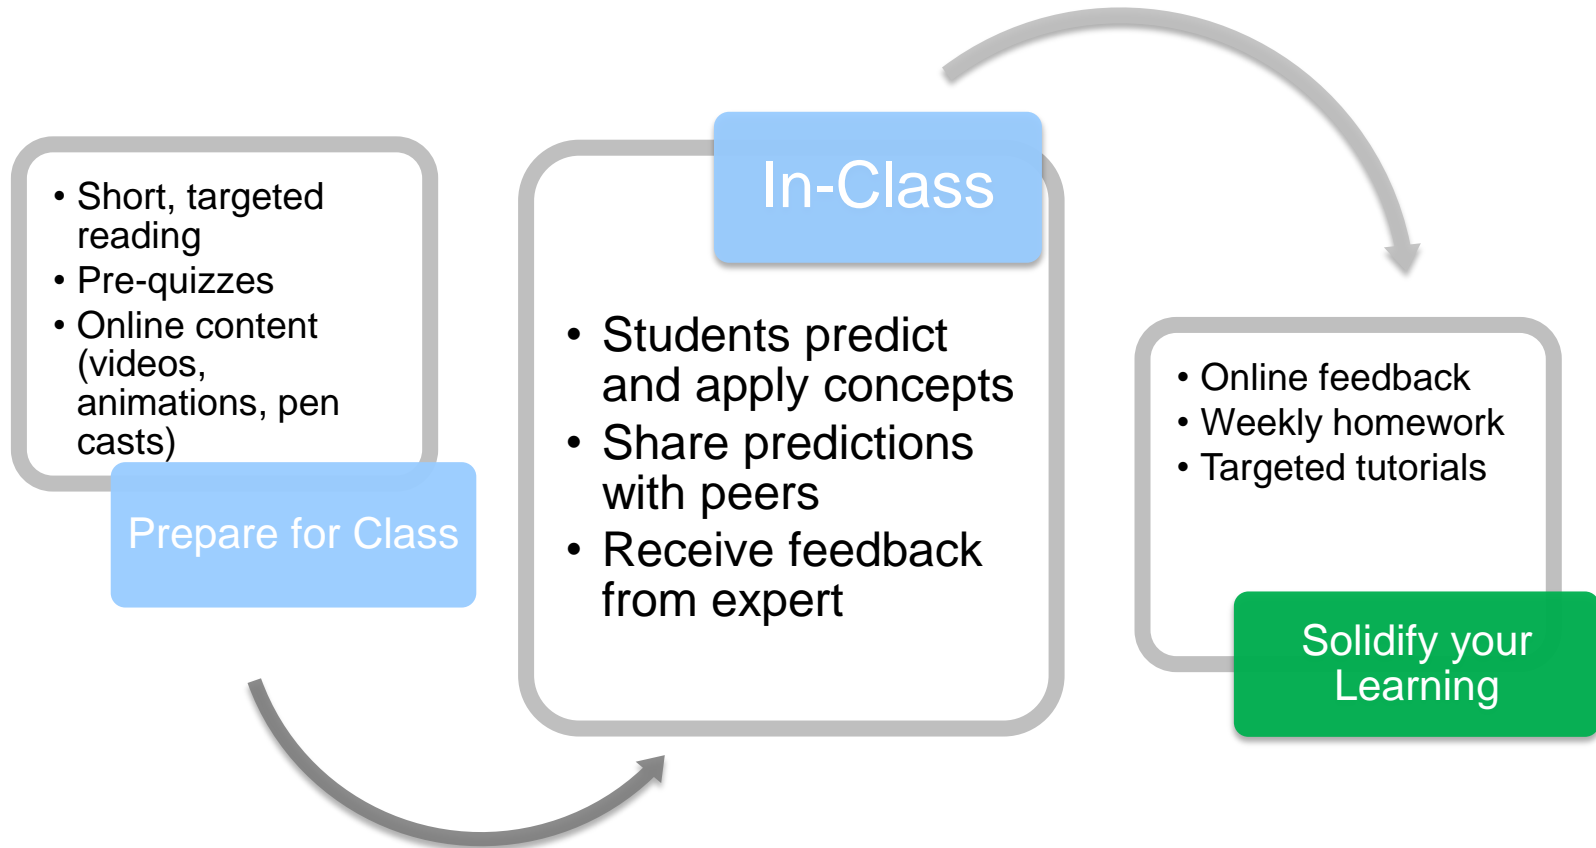 • Short, targeted
reading
• Pre-quizzes
• Online content
(videos,
animations, pen
casts)
Prepare for Class
In-Class
• Students predict
and apply concepts
• Share predictions
with peers
• Receive feedback
from expert
• Online feedback
• Weekly homework
• Targeted tutorials
Solidify your
Learning